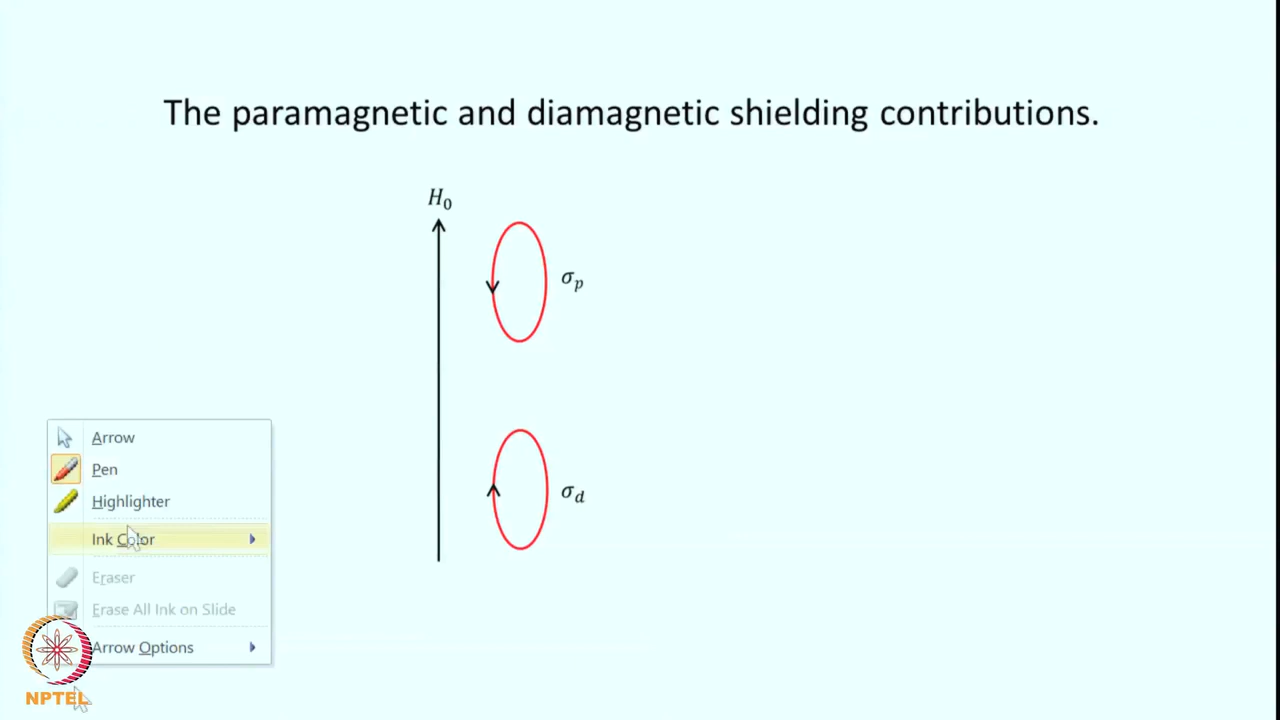 The paramagnetic and diamagnetic shielding contributions.
H₀
σₚ
σ_d
Arrow
Pen
Highlighter
Ink Color
Eraser
Erase All Ink on Slide
Arrow Options
NPTEL